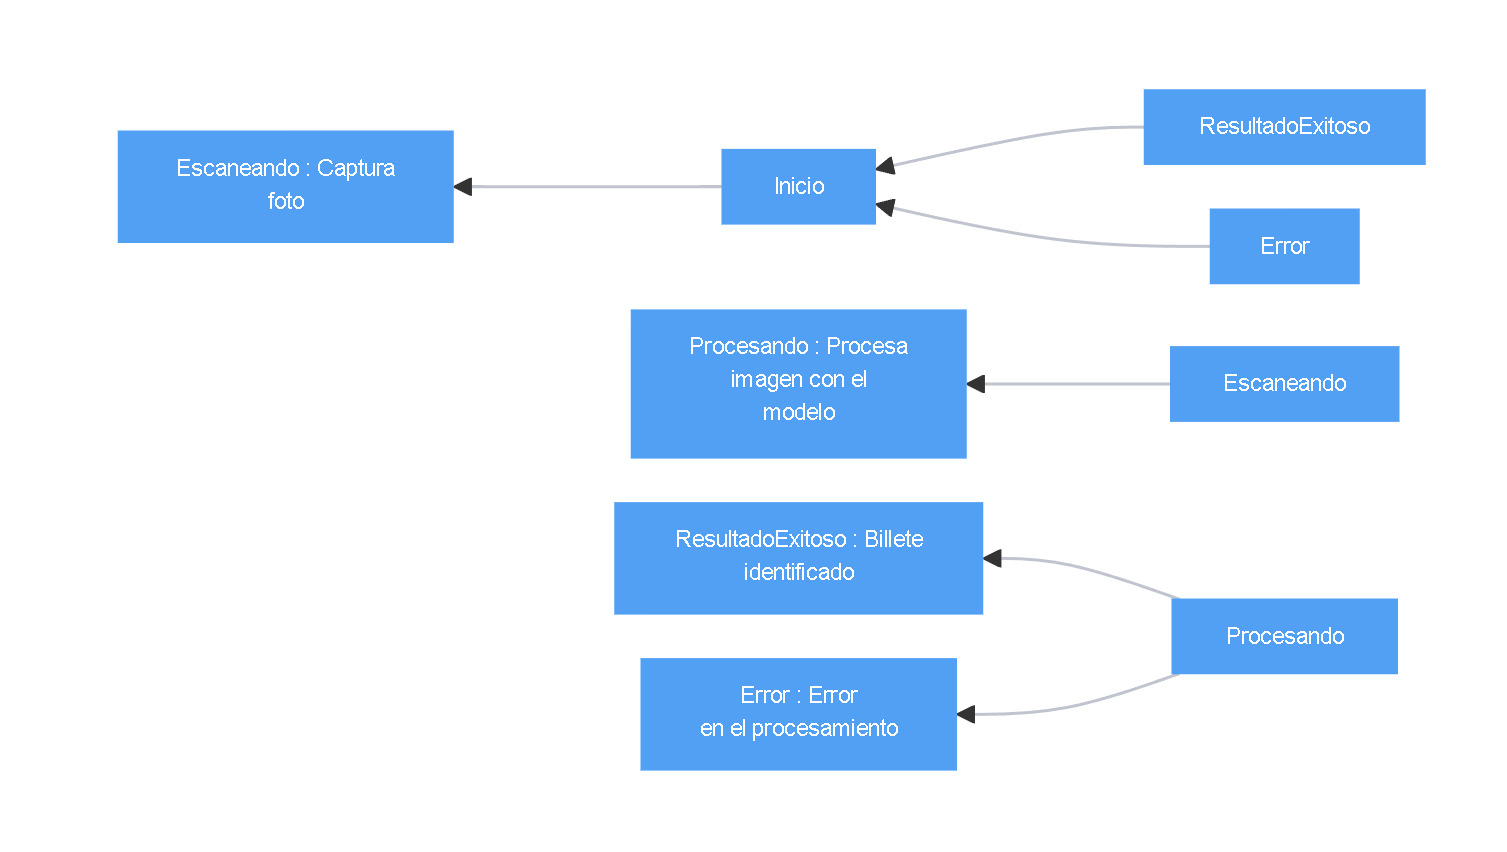 Escaneando : Captura
foto
Inicio
ResultadoExitoso
Error
Procesando : Procesa
imagen con el
modelo
Escaneando
ResultadoExitoso : Billete
identificado
Error : Error
en el procesamiento
Procesando